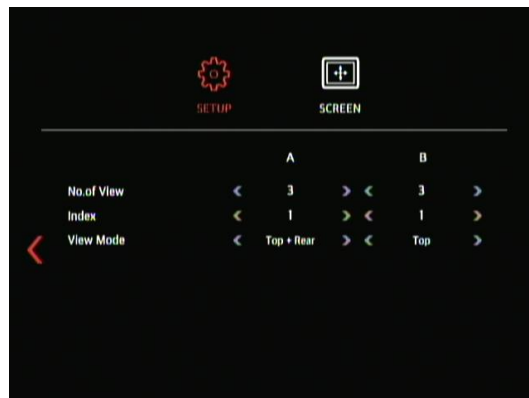 SETUP SCREEN
A B
No.of View 3 3
Index 1 1
View Mode Top + Rear Top